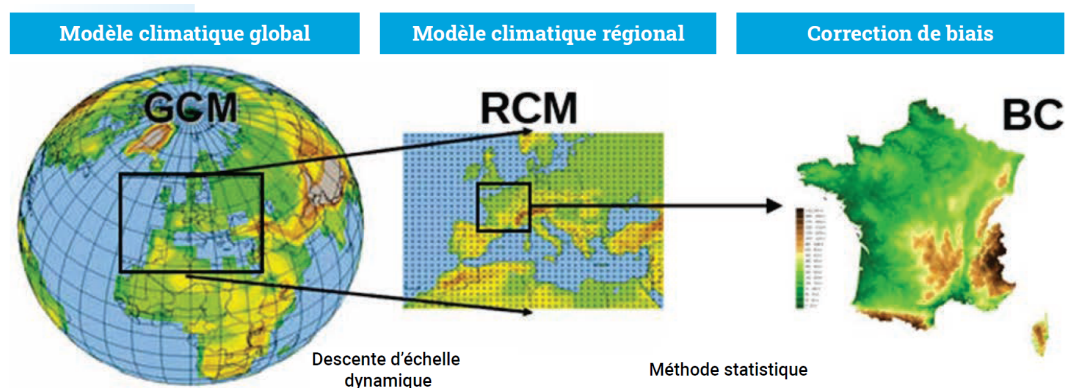 Modèle climatique global
Modèle climatique régional
Correction de biais
GCM
RCM
BC
Descente d'échelle
dynamique
Méthode statistique